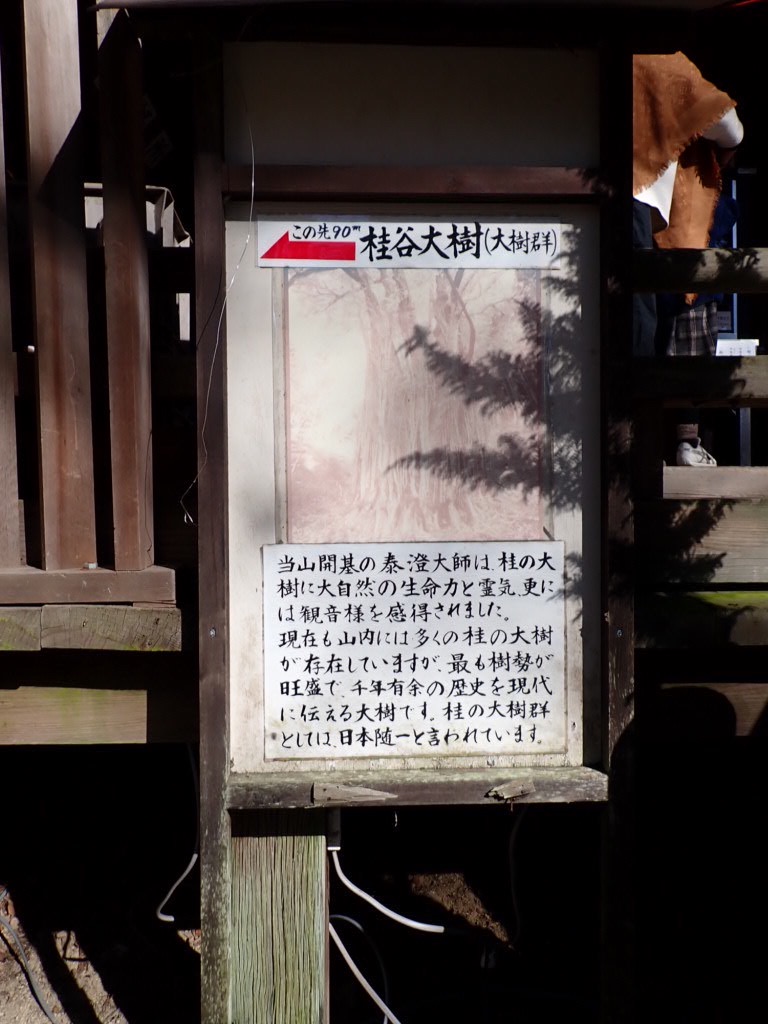 この先90m 桂谷大樹(大樹群)
当山開基の泰澄大師は、桂の大
樹に大自然の生命力と霊気、更に
は観音様を感得されました。
現在も山内には多くの桂の大樹
が存在していますが、最も樹勢が
旺盛で、千年有余の歴史を現代
に伝える大樹です。桂の大樹群
としては、日本随一と言われています。